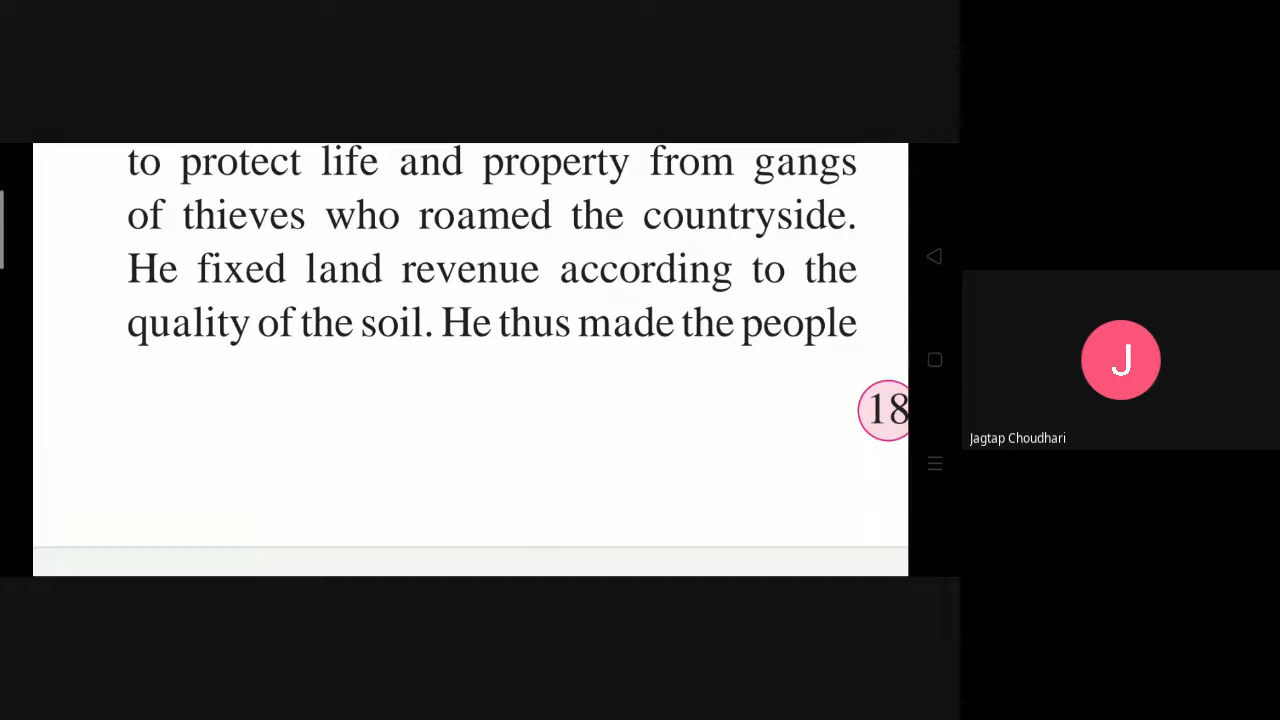 to protect life and property from gangs
of thieves who roamed the countryside.
He fixed land revenue according to the
quality of the soil. He thus made the people
18
J
Jagtap Choudhari